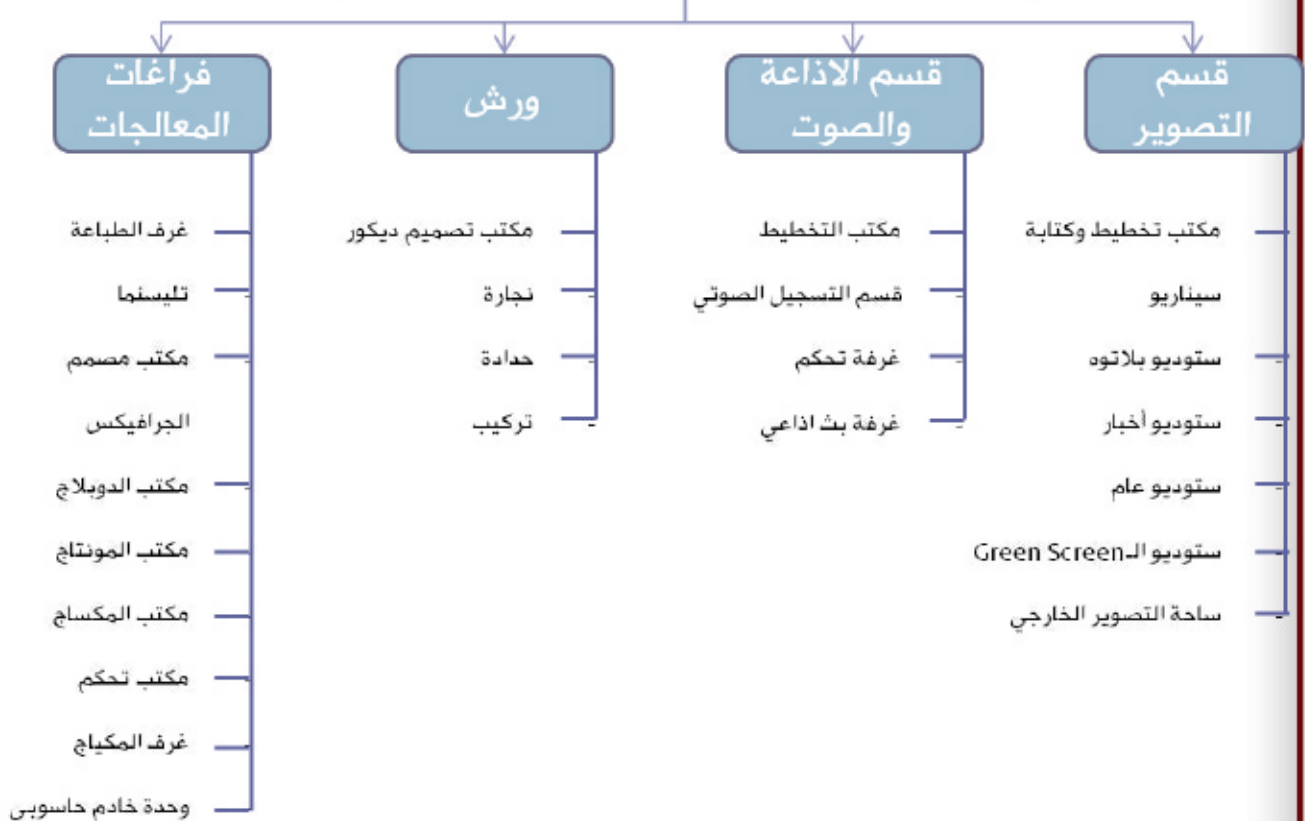 قسم
التصوير
مكتب تخطيط وكتابة
سيناريو
ستوديو بلاتوه
ستوديو أخبار
ستوديو عام
ستوديو الـGreen Screen
ساحة التصوير الخارجي
قسم الاذاعة
والصوت
مكتب التخطيط
قسم التسجيل الصوتي
غرفة تحكم
غرفة بث اذاعي
ورش
مكتب تصميم ديكور
نجارة
حدادة
تركيب
فراغات
المعالجات
غرف الطباعة
تليسنما
مكتب مصمم
الجرافيكس
مكتب الدوبلاج
مكتب المونتاج
مكتب المكساج
مكتب تحكم
غرف المكياج
وحدة خادم حاسوبي